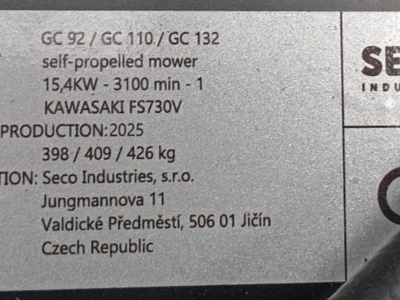 GC 92 / GC 110 / GC 132
self-propelled mower
15,4KW - 3100 min - 1
KAWASAKI FS730V
PRODUCTION: 2025
398 / 409 / 426 kg
TION: Seco Industries, s.r.o.
Jungmannova 11
Valdické Předměstí, 506 01 Jičín
Czech Republic
SE
INDU